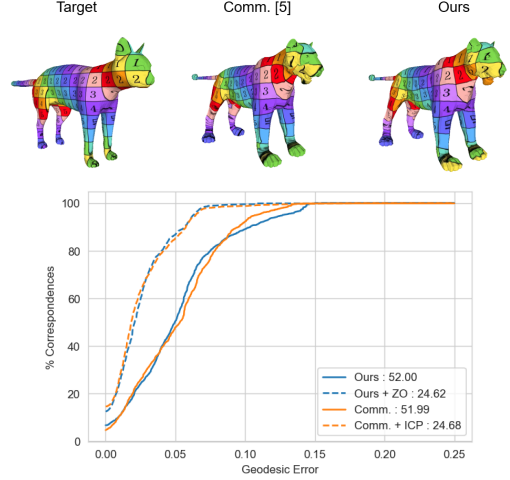 Target Comm. [5] Ours
100
80
60
40
20
0
% Correspondences
0.00 0.05 0.10 0.15 0.20 0.25
Geodesic Error
Ours : 52.00
Ours + ZO : 24.62
Comm. : 51.99
Comm. + ICP : 24.68